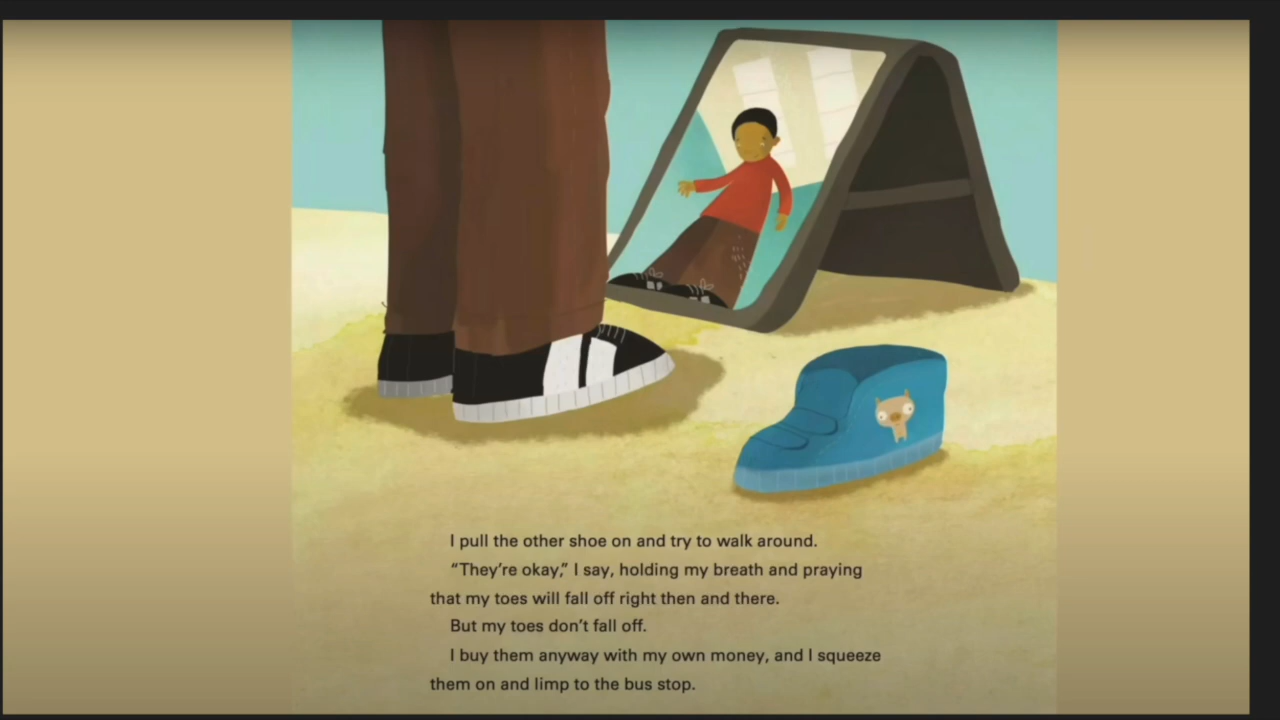 I pull the other shoe on and try to walk around.
“They’re okay,” I say, holding my breath and praying
that my toes will fall off right then and there.
But my toes don’t fall off.
I buy them anyway with my own money, and I squeeze
them on and limp to the bus stop.